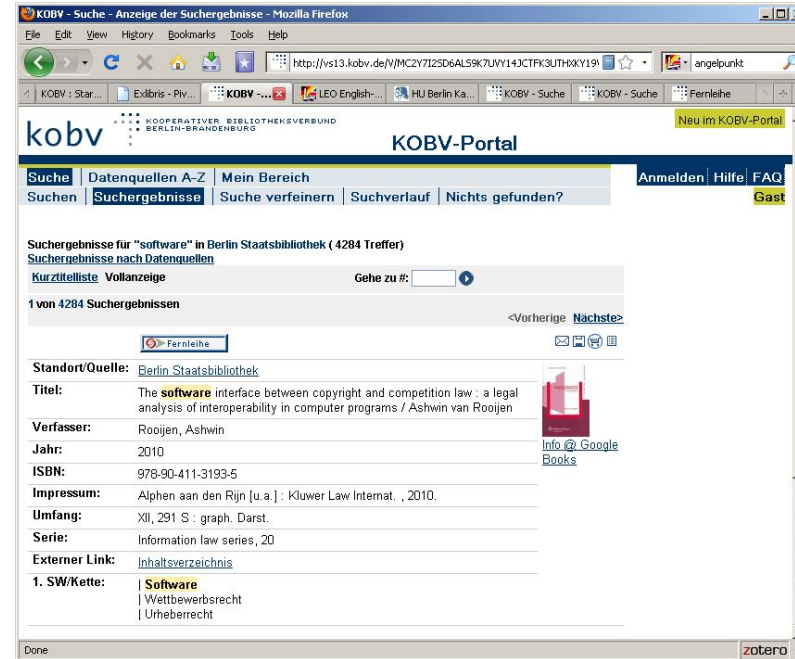 KOBV - Suche - Anzeige der Suchergebnisse - Mozilla Firefox
File Edit View History Bookmarks Tools Help
http://vs13.kobv.de/V/MC2Y7I2SD6ALS9K7UVY14JCTFK3UTHXKY19 angelpunkt
KOBV : Star... Exlibris - Piv... KOBV -... LEO English-... HU Berlin Ka... KOBV - Suche KOBV - Suche Fernleihe
kobv KOOPERATIVER BIBLIOTHEKSVERBUND
BERLIN-BRANDENBURG
KOBV-Portal
Neu im KOBV-Portal
Suche Datenquellen A-Z Mein Bereich Anmelden Hilfe FAQ
Suchen Suchergebnisse Suche verfeinern Suchverlauf Nichts gefunden? Gast
Suchergebnisse für "software" in Berlin Staatsbibliothek ( 4284 Treffer)
Suchergebnisse nach Datenquellen
Kurztitelliste Vollanzeige Gehe zu #:
1 von 4284 Suchergebnissen
<Vorherige Nächste>
Fernleihe
Standort/Quelle: Berlin Staatsbibliothek
Titel: The software interface between copyright and competition law : a legal
analysis of interoperability in computer programs / Ashwin van Rooijen
Verfasser: Rooijen, Ashwin
Jahr: 2010
Info @ Google
Books
ISBN: 978-90-411-3193-5
Impressum: Alphen aan den Rijn [u.a.] : Kluwer Law Internat. , 2010.
Umfang: XII, 291 S : graph. Darst.
Serie: Information law series, 20
Externer Link: Inhaltsverzeichnis
1. SW/Kette: | Software
| Wettbewerbsrecht
| Urheberrecht
Done zotero